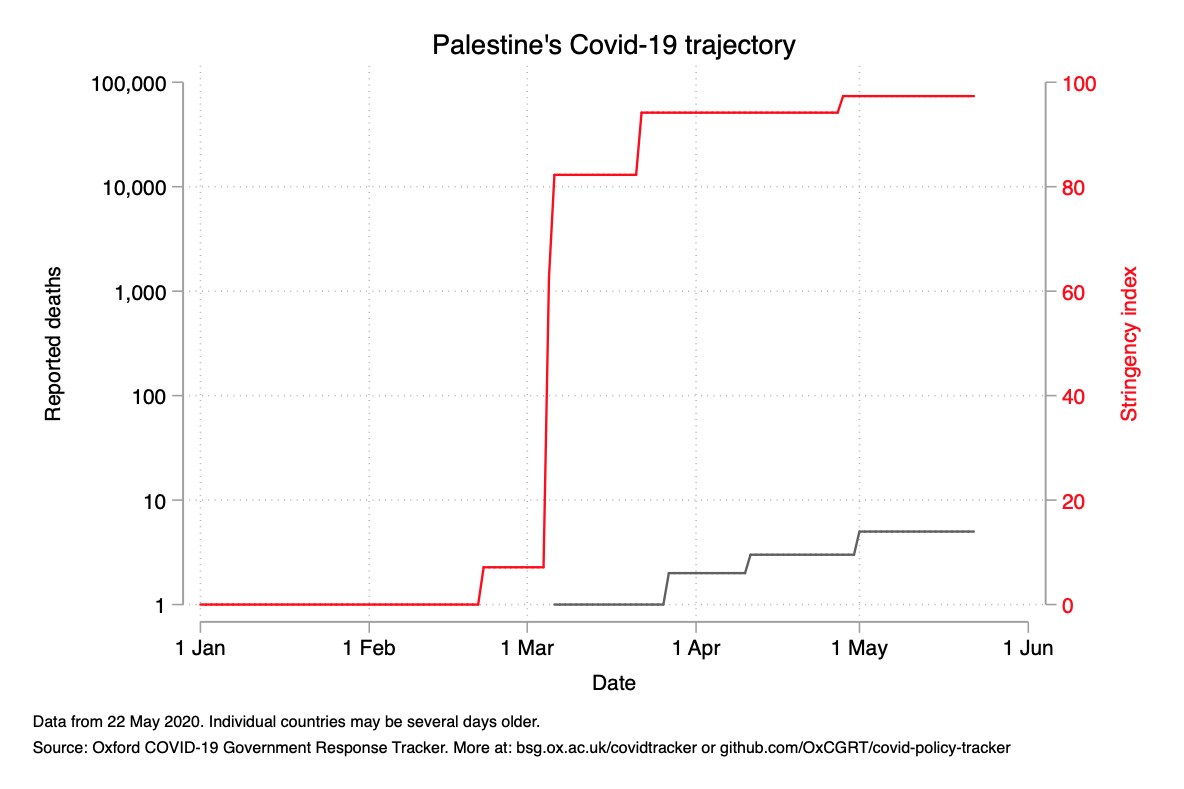 Palestine's Covid-19 trajectory
100,000
10,000
1,000
100
10
1
Reported deaths
100
80
60
40
20
0
Stringency index
1 Jan
1 Feb
1 Mar
1 Apr
1 May
1 Jun
Date
Data from 22 May 2020. Individual countries may be several days older.
Source: Oxford COVID-19 Government Response Tracker. More at: bsg.ox.ac.uk/covidtracker or github.com/OxCGRT/covid-policy-tracker